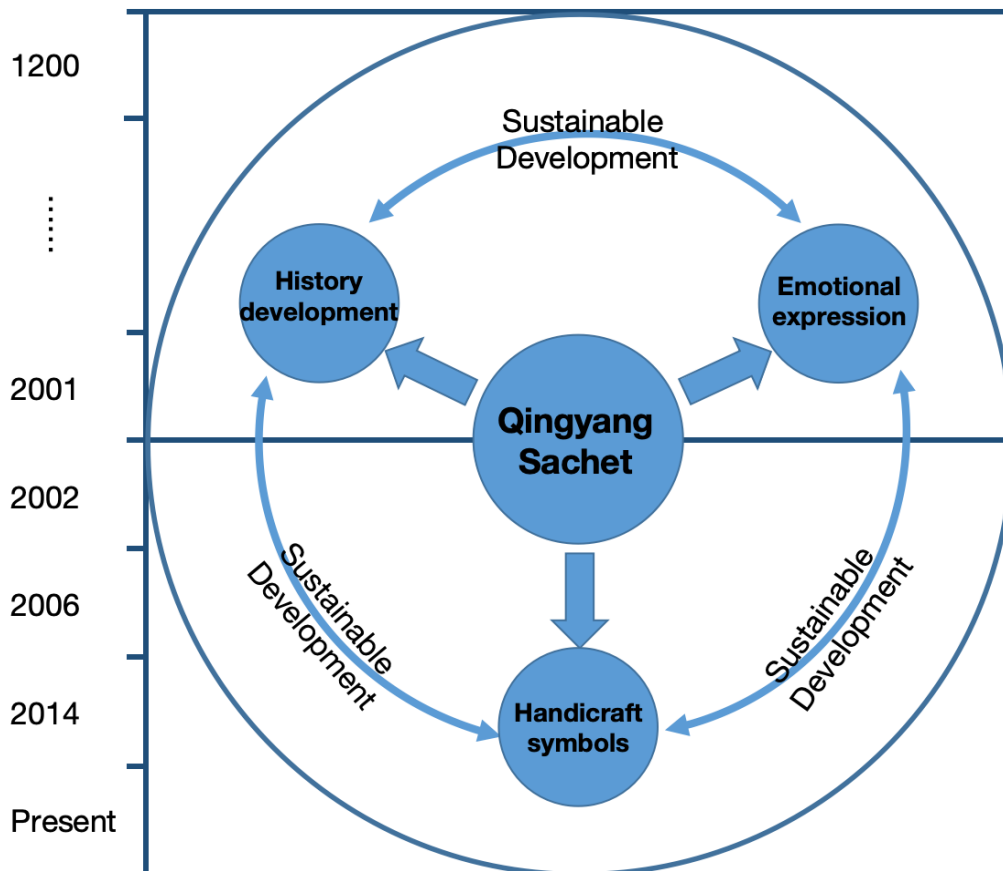 1200
......
2001
2002
2006
2014
Present
Sustainable
Development
History
development
Emotional
expression
Qingyang
Sachet
Sustainable
Development
Sustainable
Development
Handicraft
symbols